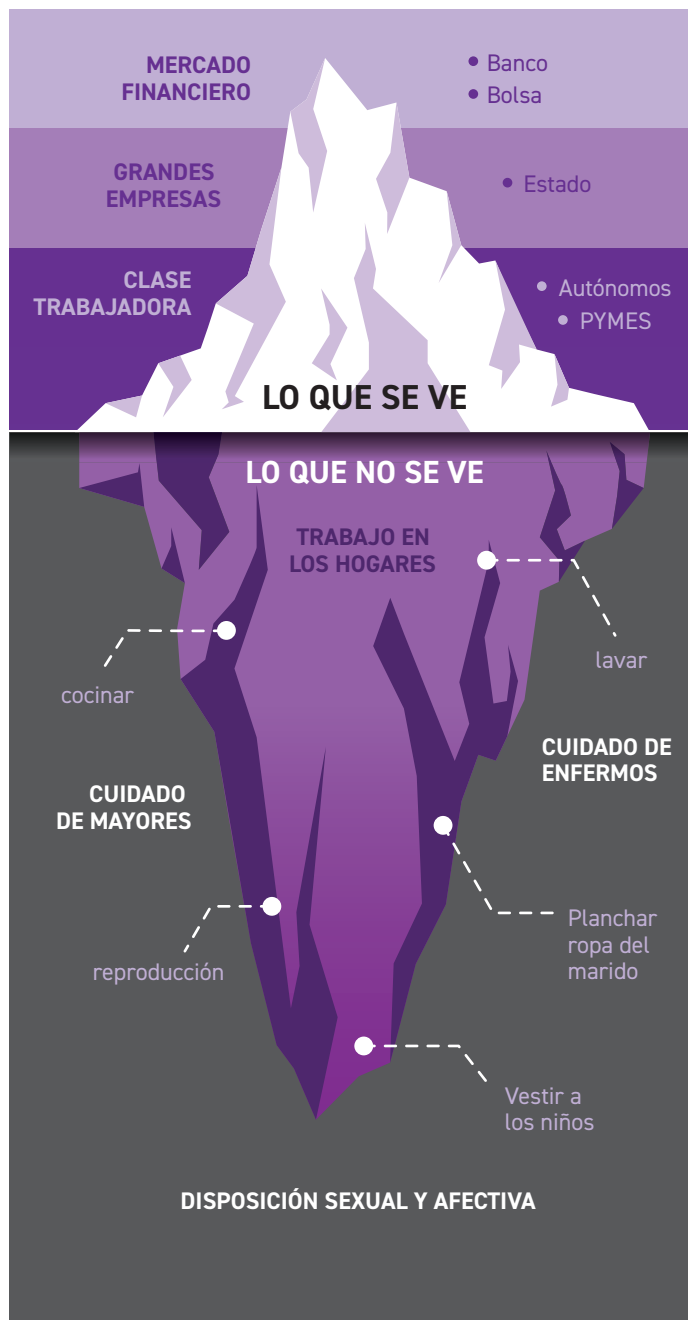 MERCADO
FINANCIERO
• Banco
• Bolsa
GRANDES
EMPRESAS
• Estado
CLASE
TRABAJADORA
• Autónomos
• PYMES
LO QUE SE VE
LO QUE NO SE VE
TRABAJO EN
LOS HOGARES
lavar
cocinar
CUIDADO DE
ENFERMOS
CUIDADO
DE MAYORES
Planchar
ropa del
marido
reproducción
Vestir a
los niños
DISPOSICIÓN SEXUAL Y AFECTIVA